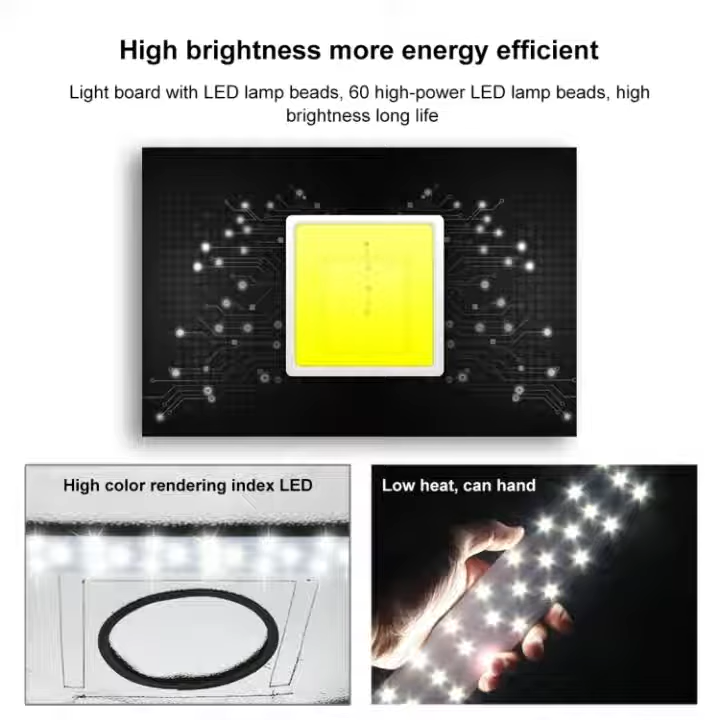 High brightness more energy efficient
Light board with LED lamp beads, 60 high-power LED lamp beads, high
brightness long life
High color rendering index LED
Low heat, can hand